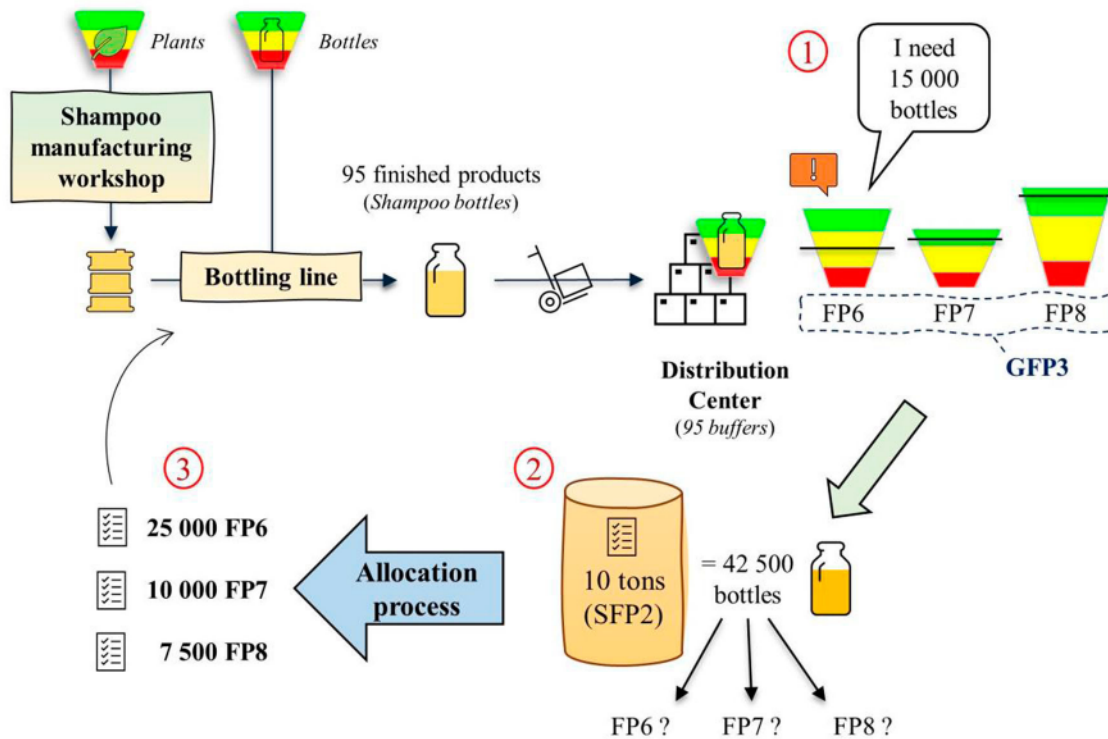 Plants
Bottles
Shampoo
manufacturing
workshop
95 finished products
(Shampoo bottles)
Bottling line
1
I need
15 000
bottles
!
FP6
FP7
FP8
GFP3
Distribution
Center
(95 buffers)
2
10 tons
(SFP2)
= 42 500
bottles
FP6 ?
FP7 ?
FP8 ?
Allocation
process
3
25 000 FP6
10 000 FP7
7 500 FP8